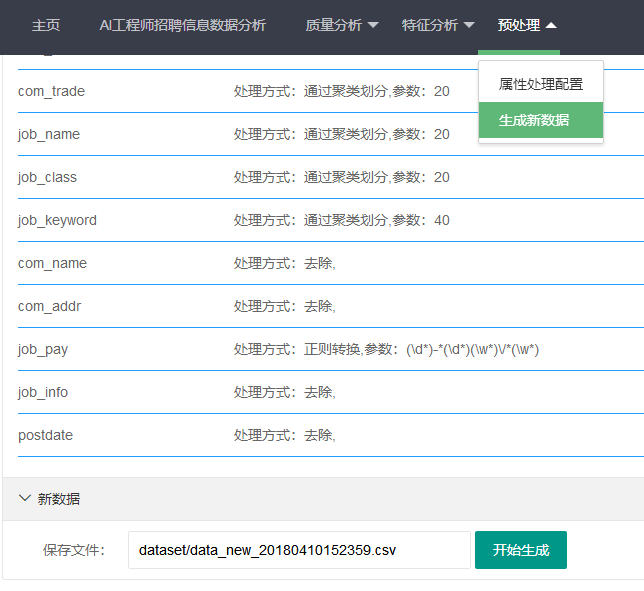 主页 AI工程师招聘信息数据分析 质量分析 特征分析 预处理
属性处理配置
生成新数据
com_trade 处理方式：通过聚类划分,参数：20
job_name 处理方式：通过聚类划分,参数：20
job_class 处理方式：通过聚类划分,参数：20
job_keyword 处理方式：通过聚类划分,参数：40
com_name 处理方式：去除,
com_addr 处理方式：去除,
job_pay 处理方式：正则转换,参数：(\d*)-*(\d*)(\w*)\/*(\w*)
job_info 处理方式：去除,
postdate 处理方式：去除,
新数据
保存文件： dataset/data_new_20180410152359.csv 开始生成